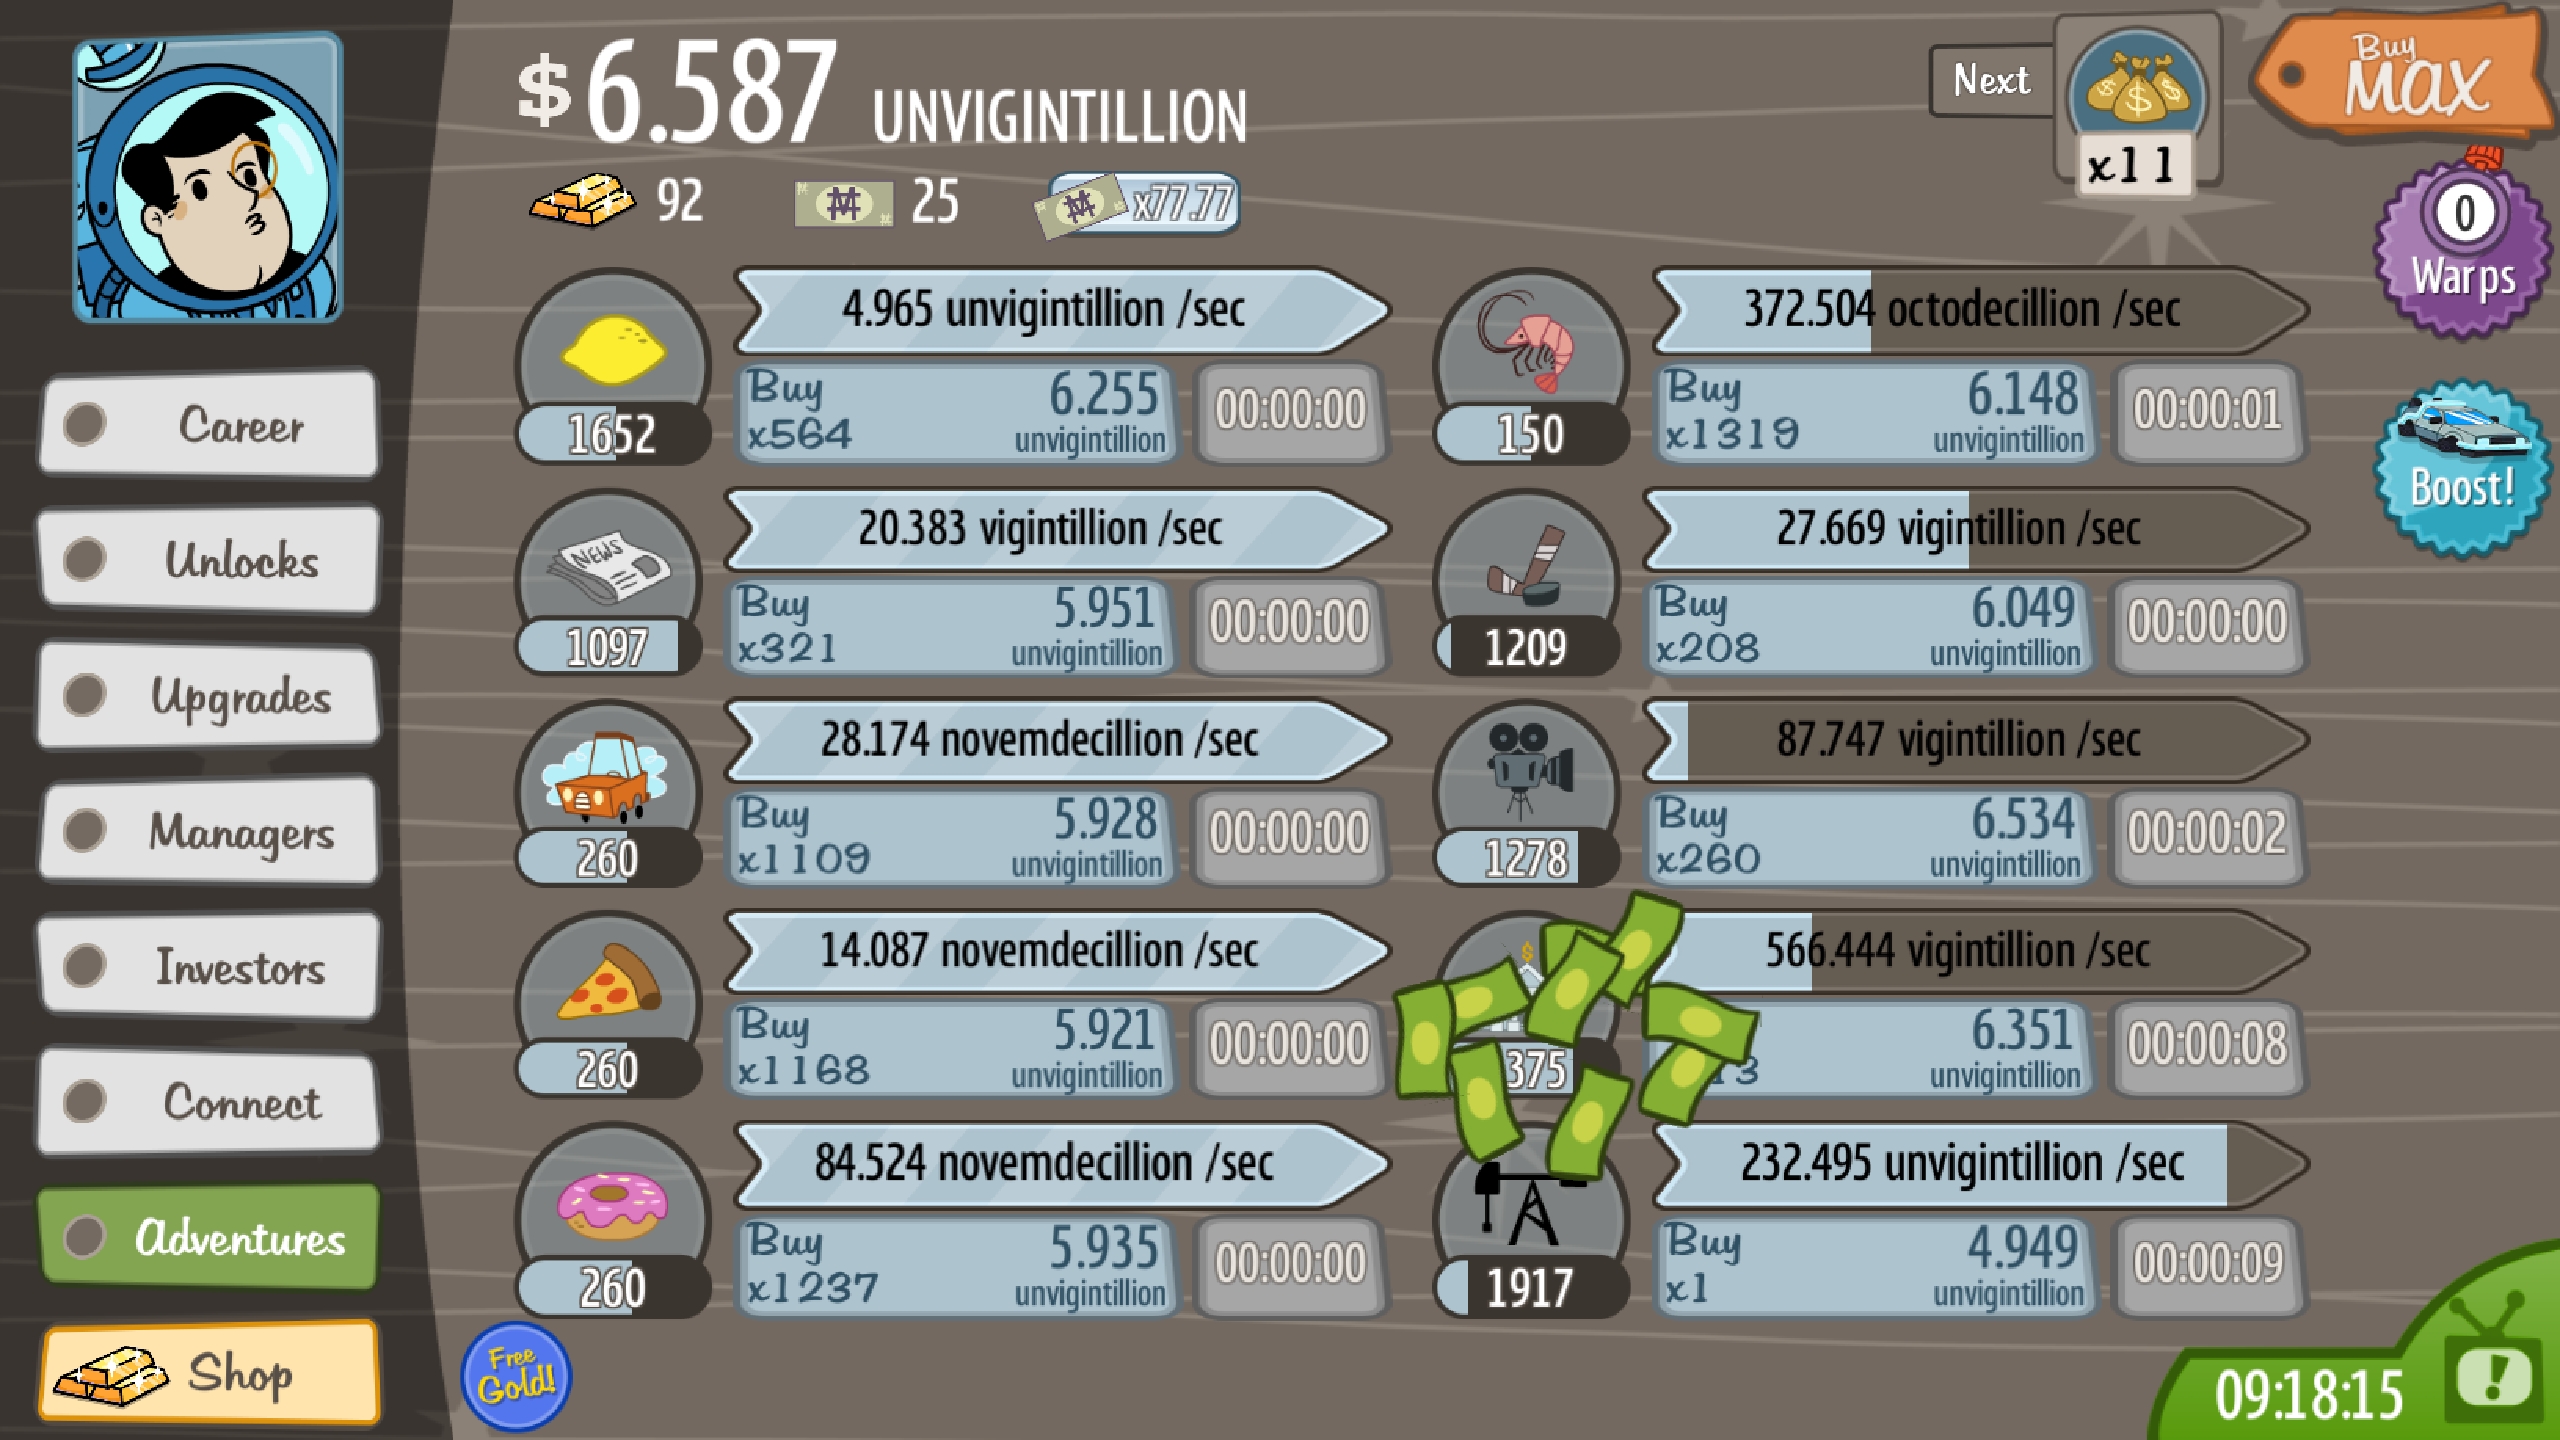 $6.587 UNVIGINTILLION
Next
x11
Buy
MAX
92
25
x77.77
0
Warps
Boost!
Career
Unlocks
Upgrades
Managers
Investors
Connect
Adventures
Shop
4.965 unvigintillion /sec
1652
Buy
x564
6.255
unvigintillion
00:00:00
NEWS
20.383 vigintillion /sec
1097
Buy
x321
5.951
unvigintillion
00:00:00
28.174 novemdecillion /sec
260
Buy
x1109
5.928
unvigintillion
00:00:00
14.087 novemdecillion /sec
260
Buy
x1168
5.921
unvigintillion
00:00:00
84.524 novemdecillion /sec
260
Buy
x1237
5.935
unvigintillion
00:00:00
372.504 octodecillion /sec
150
Buy
x1319
6.148
unvigintillion
00:00:01
27.669 vigintillion /sec
1209
Buy
x208
6.049
unvigintillion
00:00:00
87.747 vigintillion /sec
1278
Buy
x260
6.534
unvigintillion
00:00:02
566.444 vigintillion /sec
6.351
unvigintillion
00:00:08
232.495 unvigintillion /sec
1917
Buy
x1
4.949
unvigintillion
00:00:09
Free
Gold!
09:18:15